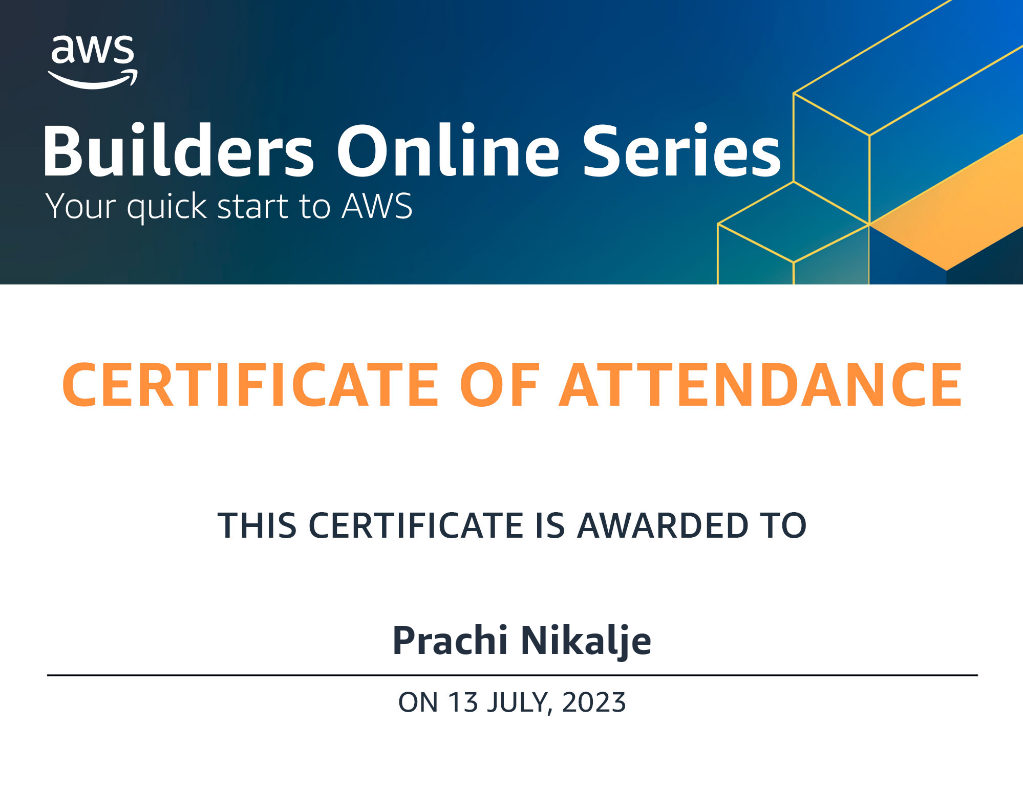 aws
Builders Online Series
Your quick start to AWS
CERTIFICATE OF ATTENDANCE
THIS CERTIFICATE IS AWARDED TO
Prachi Nikalje
ON 13 JULY, 2023